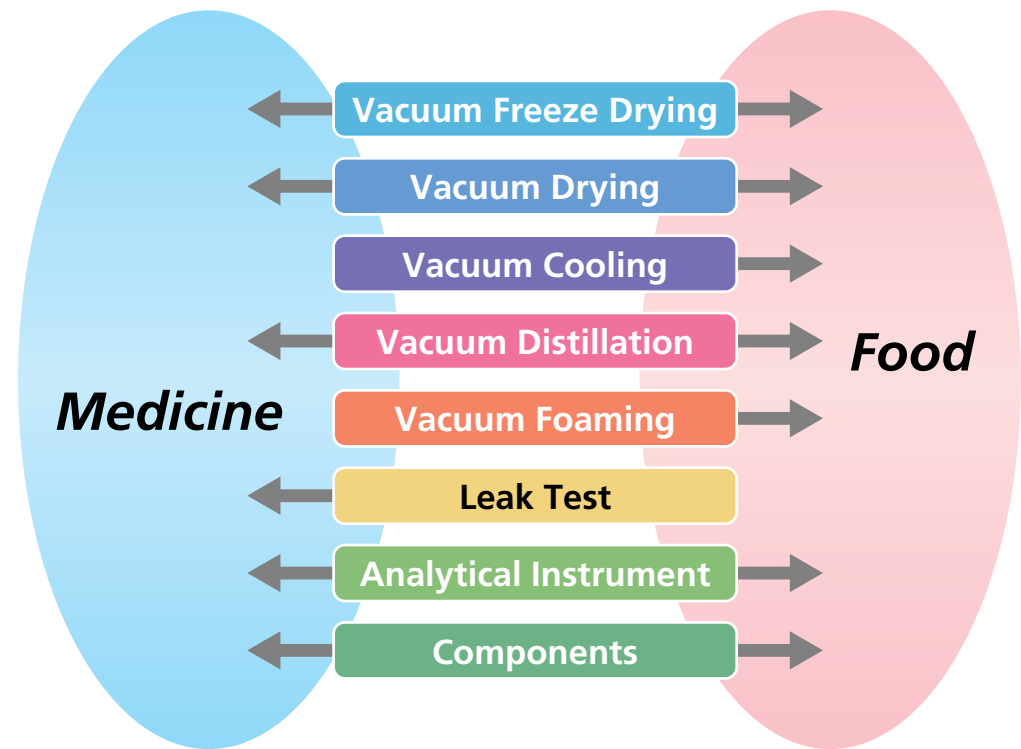 Vacuum Freeze Drying
Vacuum Drying
Vacuum Cooling
Vacuum Distillation
Food
Medicine
Vacuum Foaming
Leak Test
Analytical Instrument
Components